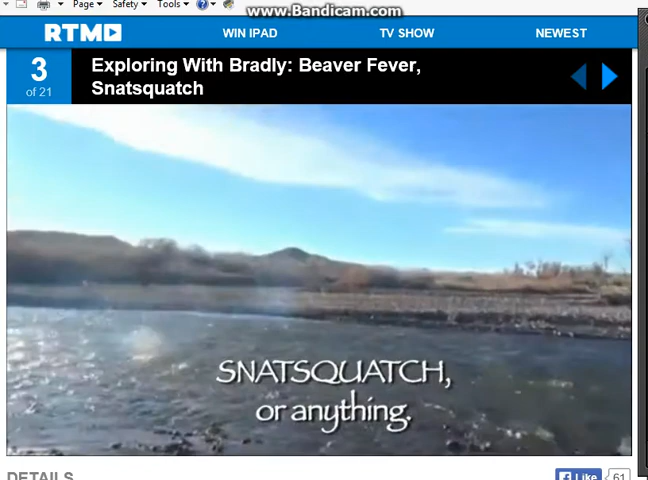 www.Bandicam.com
Page Safety Tools
RTM WIN IPAD TV SHOW NEWEST
3
of 21
Exploring With Bradly: Beaver Fever,
Snatsquatch
SNATSQUATCH,
or anything.
DETAILS
Like 61